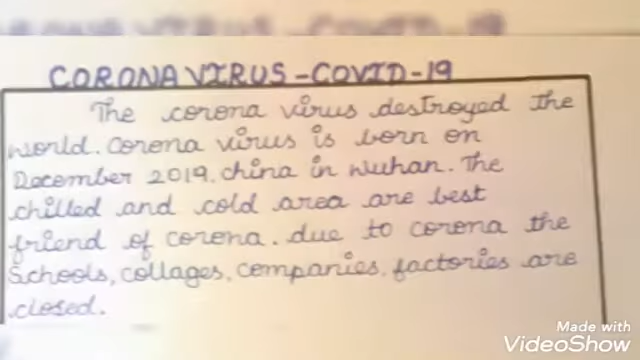 CORONA VIRUS-COVID-19
The corona virus destroyed the
world. Corona virus is born on
December 2019. china in wuhan. The
chilled and cold area are best
friend of corona. due to corona the
Schools, collages, companies, factories are
closed.
Made with
VideoShow